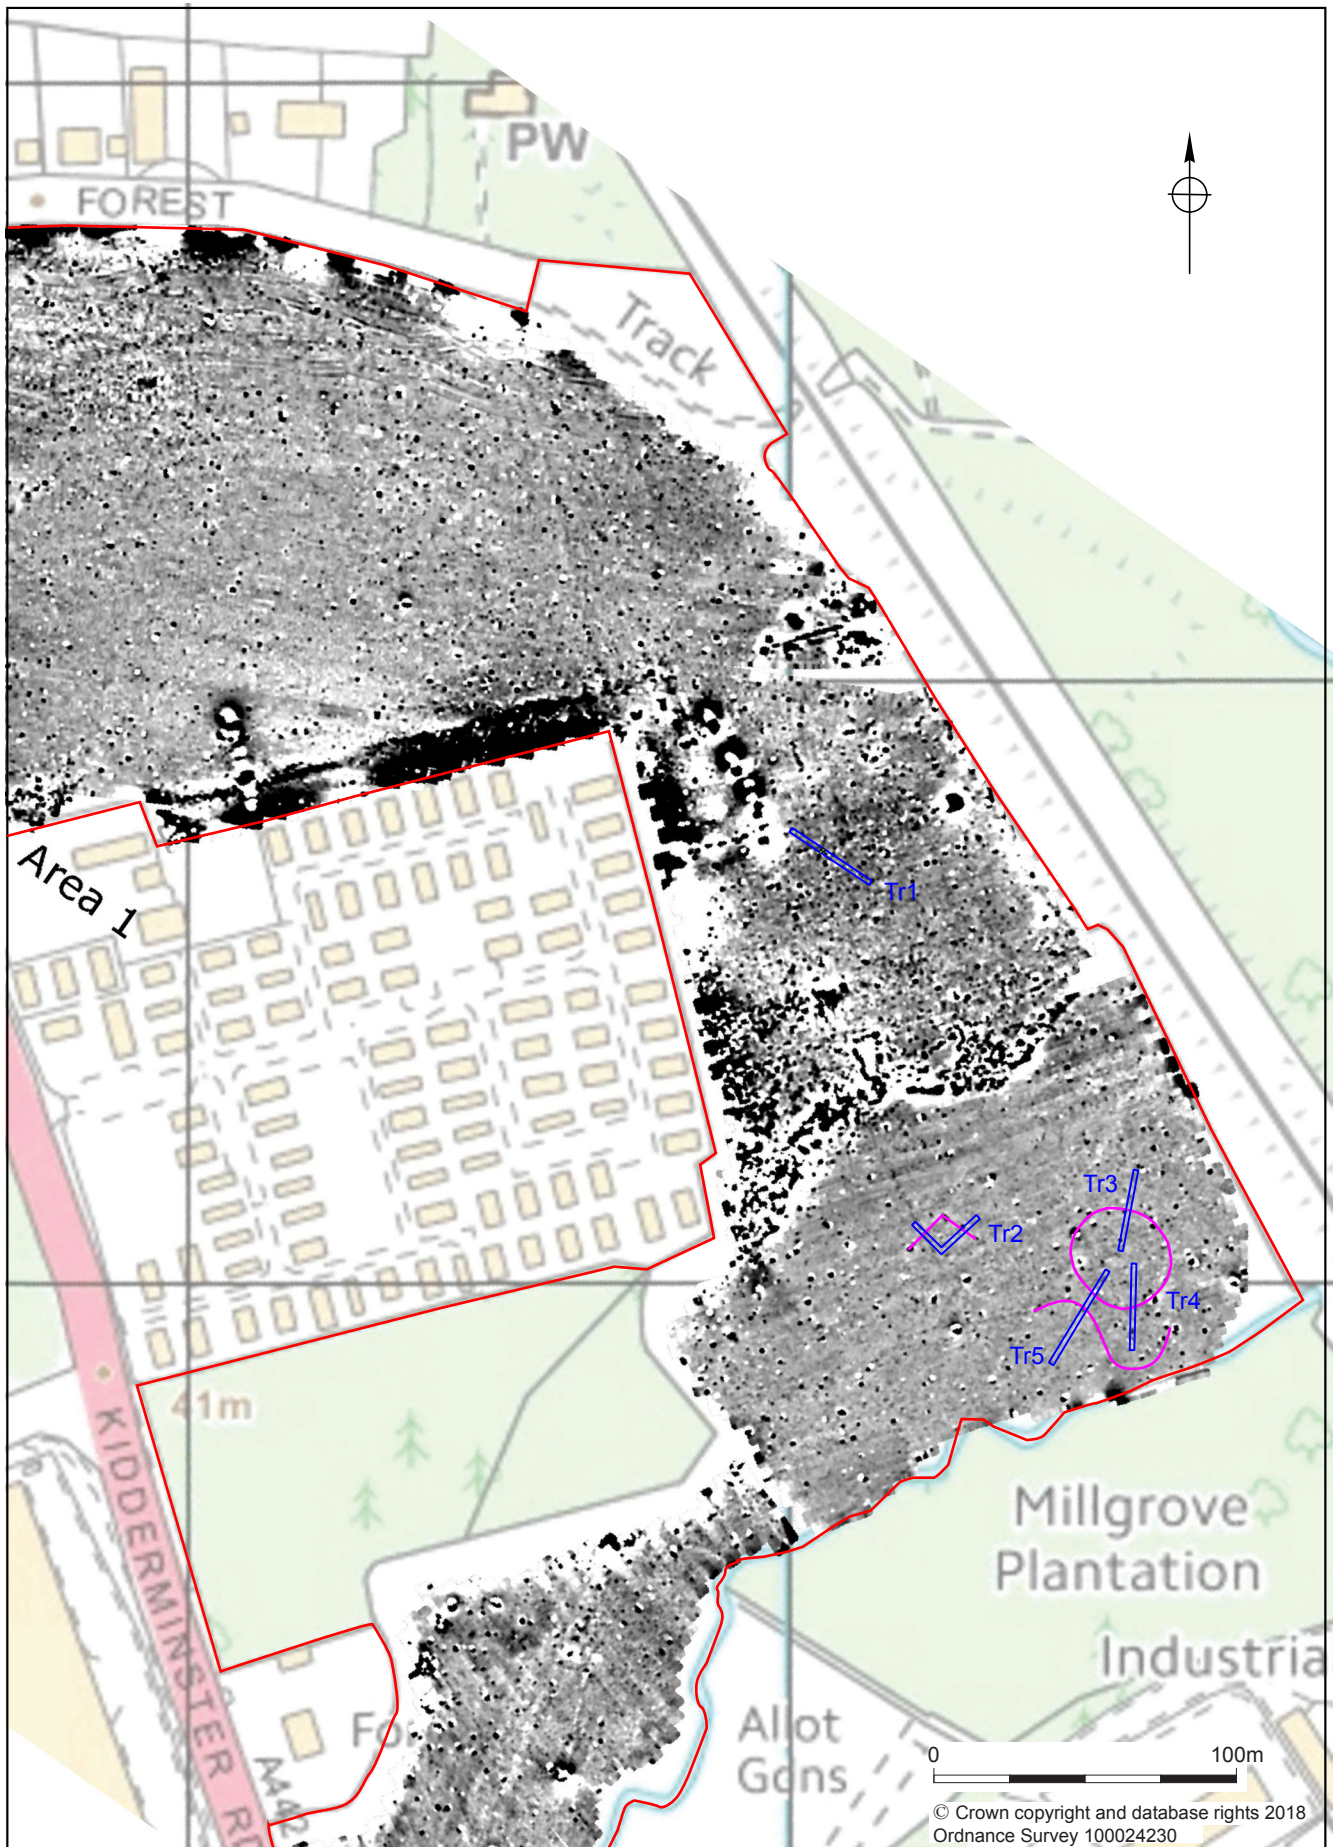 PW
FOREST
Track
Area 1
Tr1
Tr3
Tr2
Tr4
Tr5
41m
KIDDERMINSTER
A442
Millgrove
Plantation
Industria
Allot
Gdns
0 100m
© Crown copyright and database rights 2018
Ordnance Survey 100024230